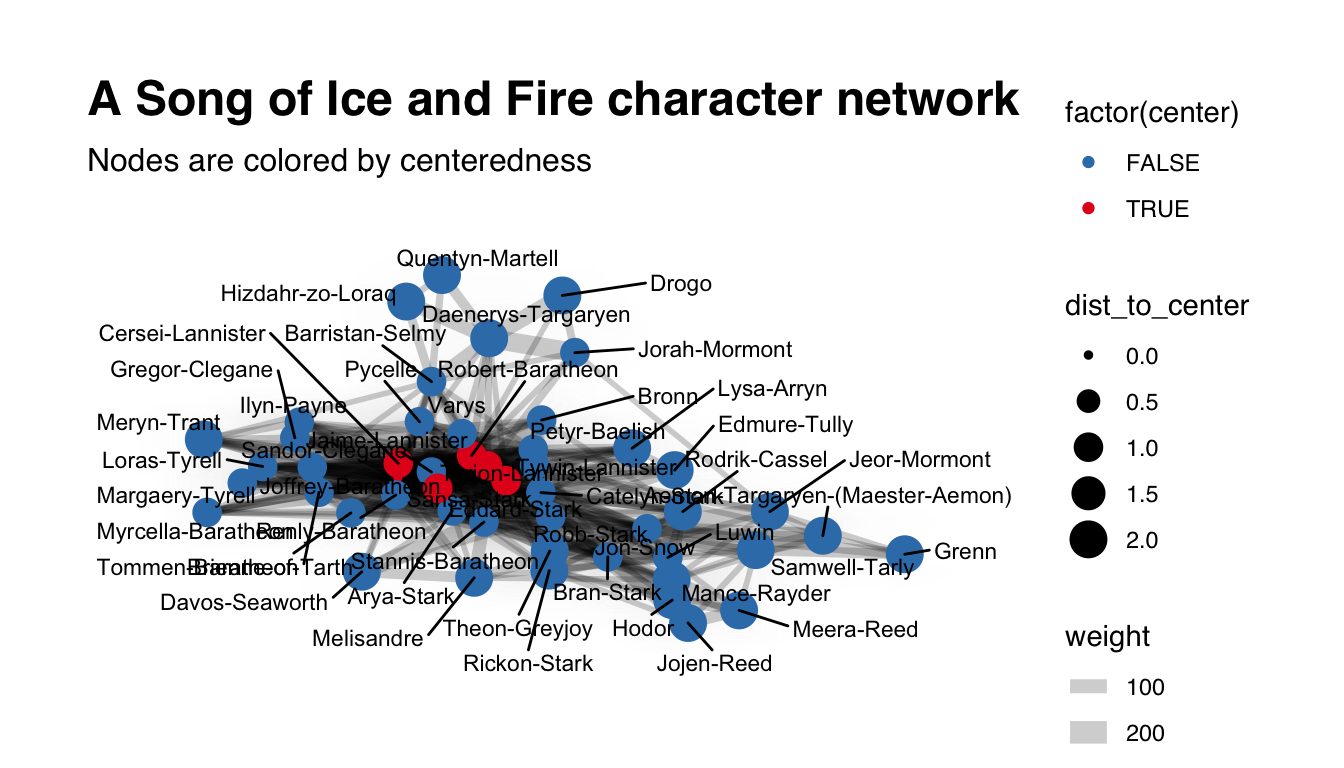 A Song of Ice and Fire character network
Nodes are colored by centeredness
factor(center)
FALSE
TRUE
dist_to_center
0.0
0.5
1.0
1.5
2.0
weight
100
200
Quentyn-Martell
Drogo
Hizdahr-zo-Loraq
Daenerys-Targaryen
Cersei-Lannister
Barristan-Selmy
Jorah-Mormont
Gregor-Clegane
Pycelle
Robert-Baratheon
Lysa-Arryn
Bronn
Ilyn-Payne
Varys
Meryn-Trant
Edmure-Tully
Petyr-Baelish
Jaime-Lannister
Sandor-Clegane
Loras-Tyrell
Rodrik-Cassel
Jeor-Mormont
Tywin-Lannister
-Lannister
Joffrey-Baratheon
Margaery-Tyrell
Sansa-Stark
Catelyn-Stark
Aemon-Targaryen-(Maester-Aemon)
Eddard-Stark
Myrcella-Baratheon
Renly-Baratheon
Robb-Stark
Luwin
Jon-Snow
Grenn
Stannis-Baratheon
Tommen-Baratheon
Brienne-of-Tarth
Samwell-Tarly
Bran-Stark
Mance-Rayder
Arya-Stark
Davos-Seaworth
Theon-Greyjoy
Hodor
Meera-Reed
Melisandre
Rickon-Stark
Jojen-Reed